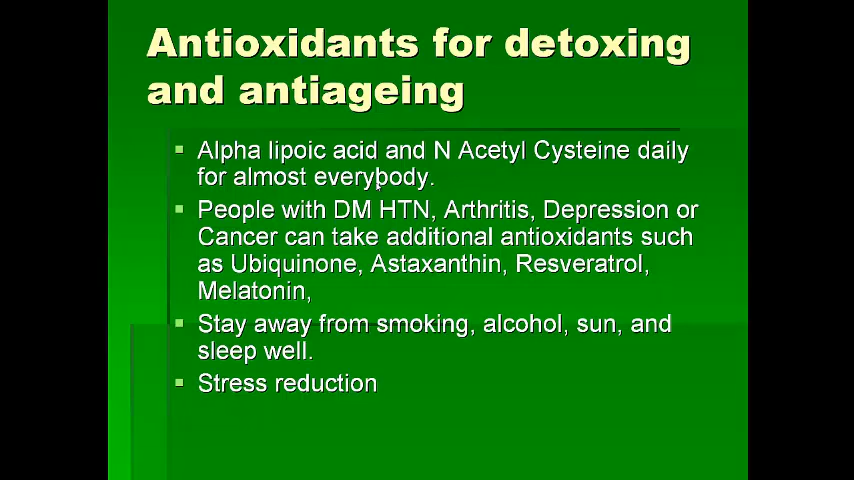 Antioxidants for detoxing
and antiageing
Alpha lipoic acid and N Acetyl Cysteine daily
for almost everybody.
People with DM HTN, Arthritis, Depression or
Cancer can take additional antioxidants such
as Ubiquinone, Astaxanthin, Resveratrol,
Melatonin,
Stay away from smoking, alcohol, sun, and
sleep well.
Stress reduction